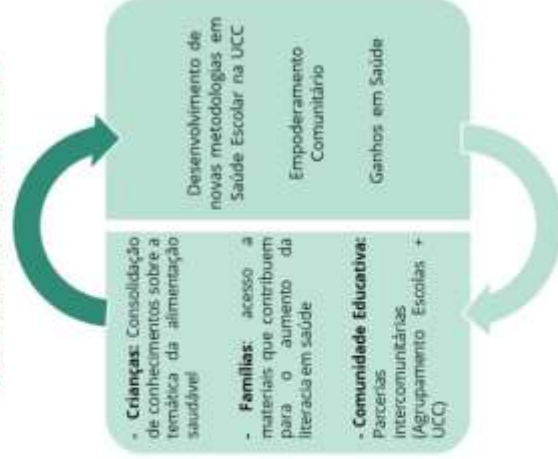 - Crianças: Consolidação
de conhecimentos sobre a
temática da alimentação
saudável
- Famílias: acesso a
materiais que contribuem
para o aumento da
literacia em saúde
- Comunidade Educativa:
Parcerias
intercomunitárias
(Agrupamento Escolas +
UCC)
Desenvolvimento de
novas metodologias em
Saúde Escolar na UCC
Empoderamento
Comunitário
Ganhos em Saúde